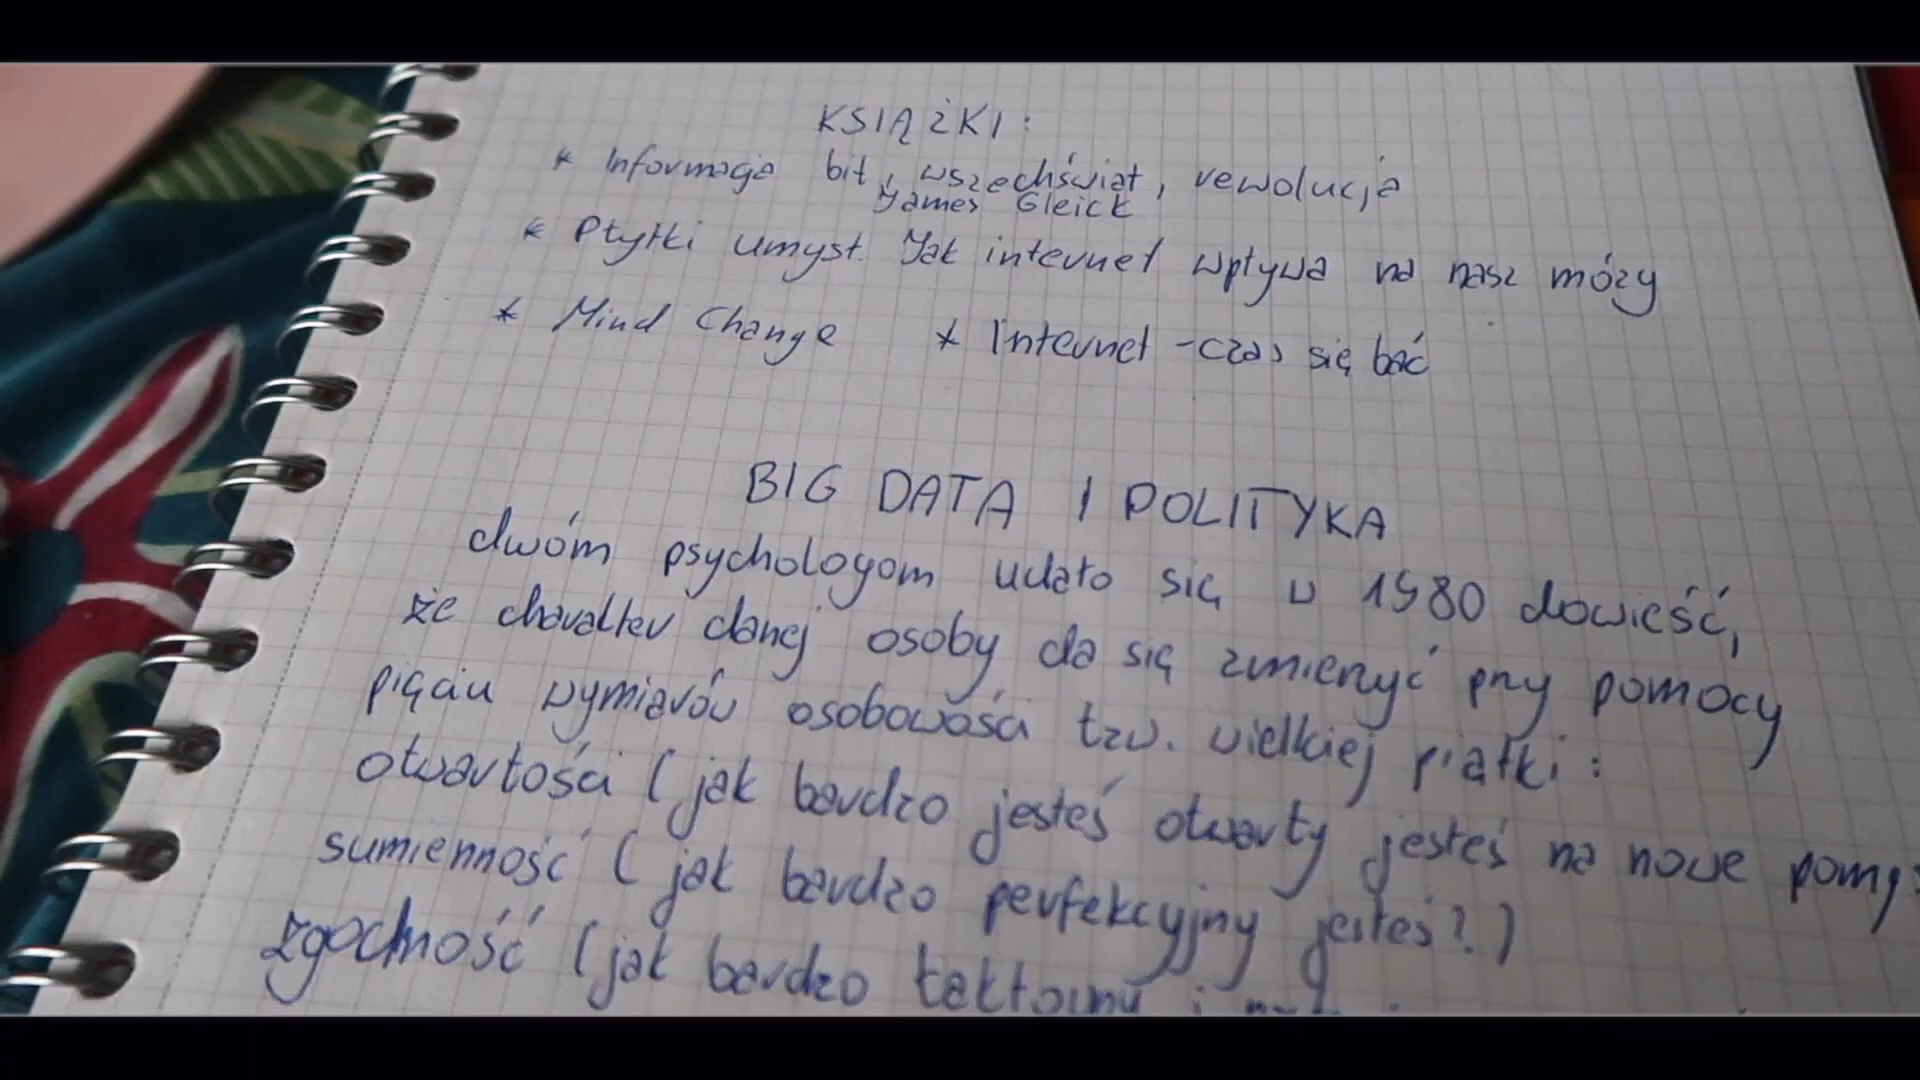 KSIĄŻKI:
* Informacja bit, wszechświat, rewolucja
James Gleick
* Płytki umysł. Jak internet wpływa na nasz mózg
* Mind Change * Internet - czas się bać
BIG DATA I POLITYKA
dwóm psychologom udało się w 1980 dowieść,
że charakter danej osoby da się zmierzyć przy pomocy
pięciu wymiarów osobowości tzw. wielkiej piątki:
otwartości (jak bardzo jesteś otwarty jesteś na nowe pomy
sumienność (jak bardzo perfekcyjny jesteś?)
zgodność (jak bardzo taktowny i